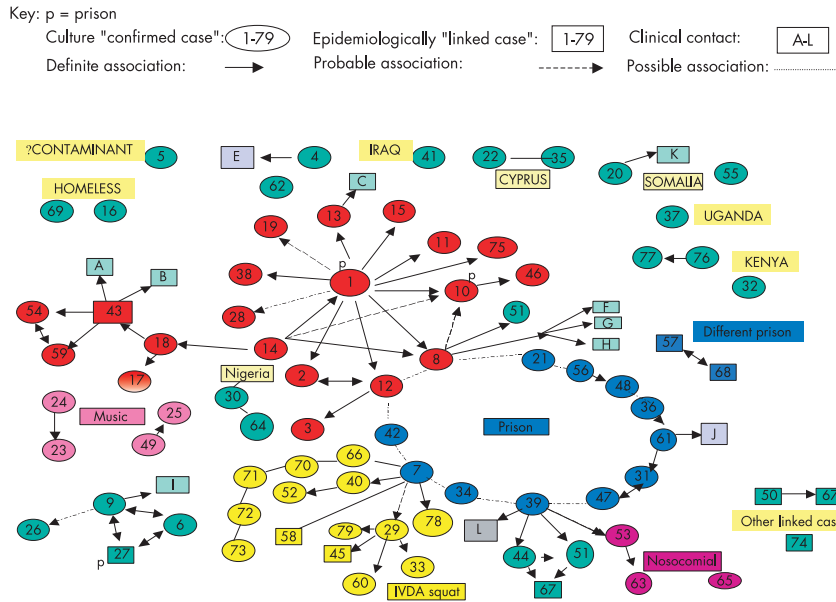 Key: p = prison
Culture "confirmed case": 1-79 Epidemiologically "linked case": 1-79 Clinical contact: A-L
Definite association: Probable association: Possible association:
?CONTAMINANT 5 E 4 IRAQ 41 22 35 K
CYPRUS 20 SOMALIA 55
HOMELESS 62 C
69 16 19 13 15 37 UGANDA
11 75 77 76 KENYA
A B 38 p 1 p 10 46 32
54 43 28 51 F
G
H
59 18 14 8 21 57 Different prison
68
17 Nigeria 2 12 56 48
30 36
24 Music 25 64 3 42 Prison 61 J
23 49 66
71 70 7 31
I 52 40 34 39 47 50 67
9 72 78 Other linked cas
26 6 58 79 29 L 53 74
p 27 73 45 44 51 Nosocomial
60 33 67 63 65
IVDA squat